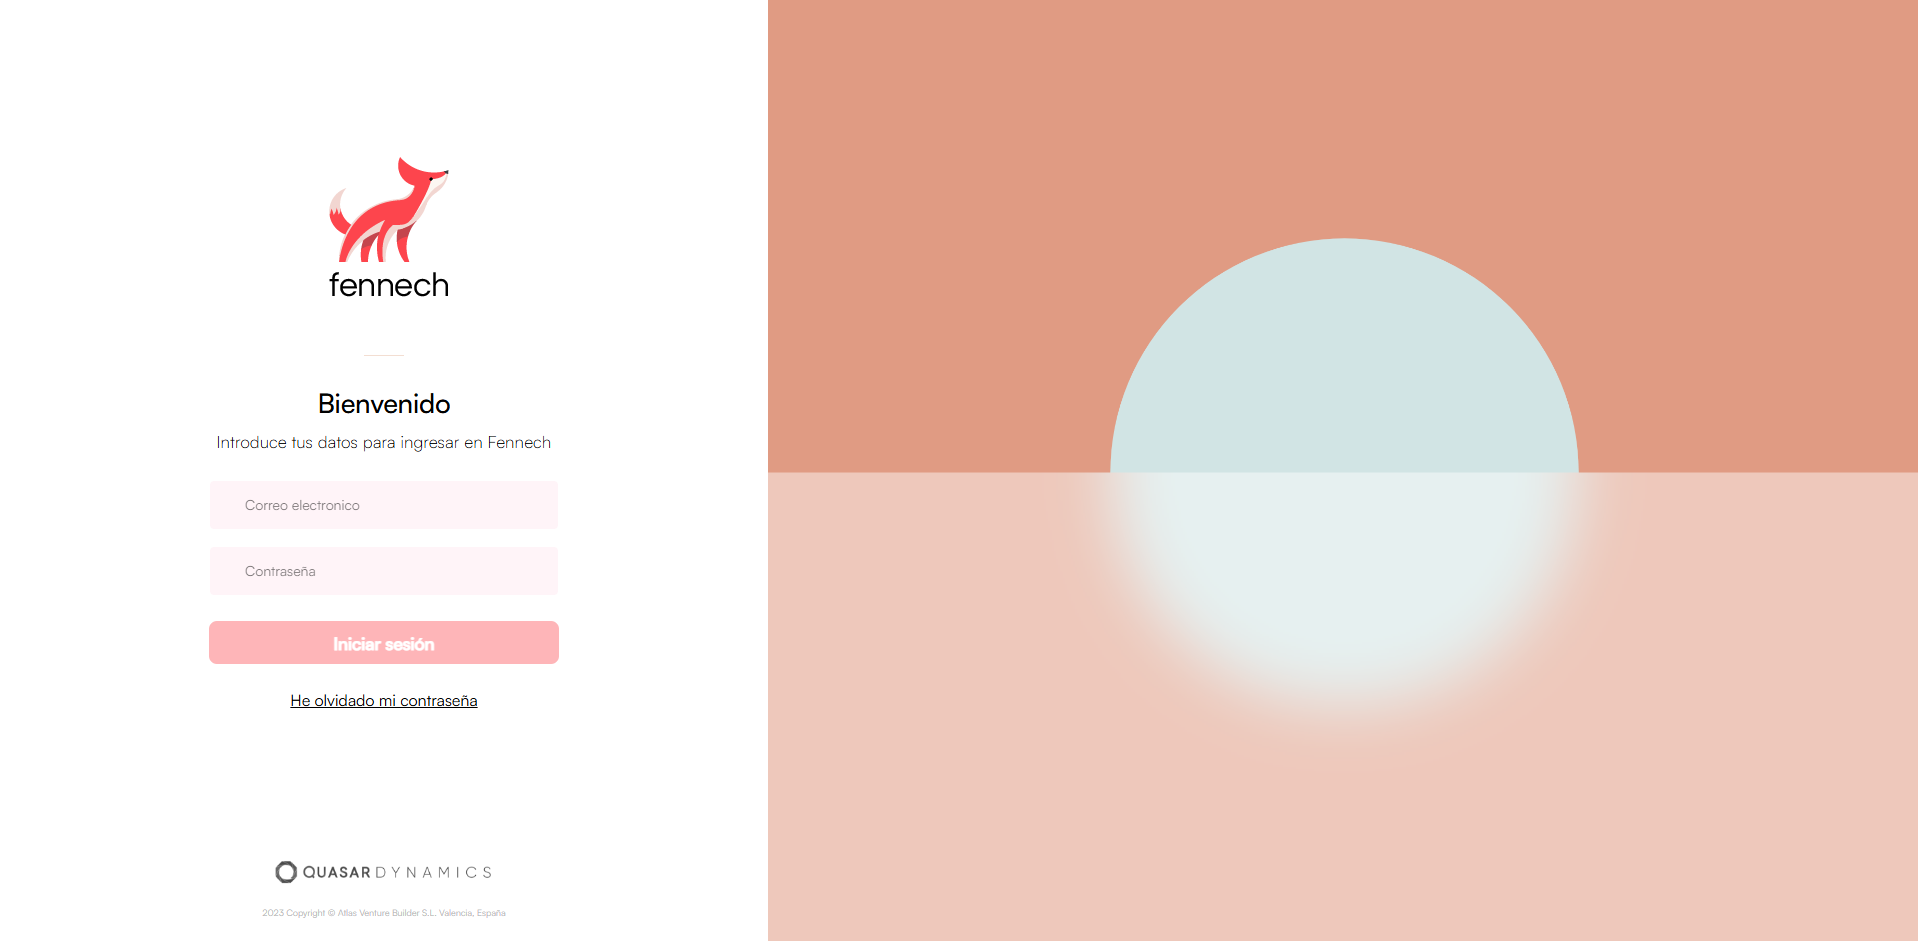 fennech
Bienvenido
Introduce tus datos para ingresar en Fennech
Correo electronico
Contraseña
Iniciar sesión
He olvidado mi contraseña
QUASAR DYNAMICS
2023 Copyright © Atlas Venture Builder S.L. Valencia, España